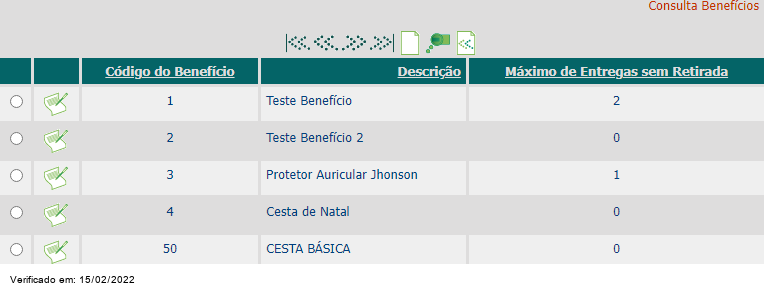 Consulta Benefícios
Código do Benefício Descrição Máximo de Entregas sem Retirada
1 Teste Benefício 2
2 Teste Benefício 2 0
3 Protetor Auricular Jhonson 1
4 Cesta de Natal 0
50 CESTA BÁSICA 0
Verificado em: 15/02/2022